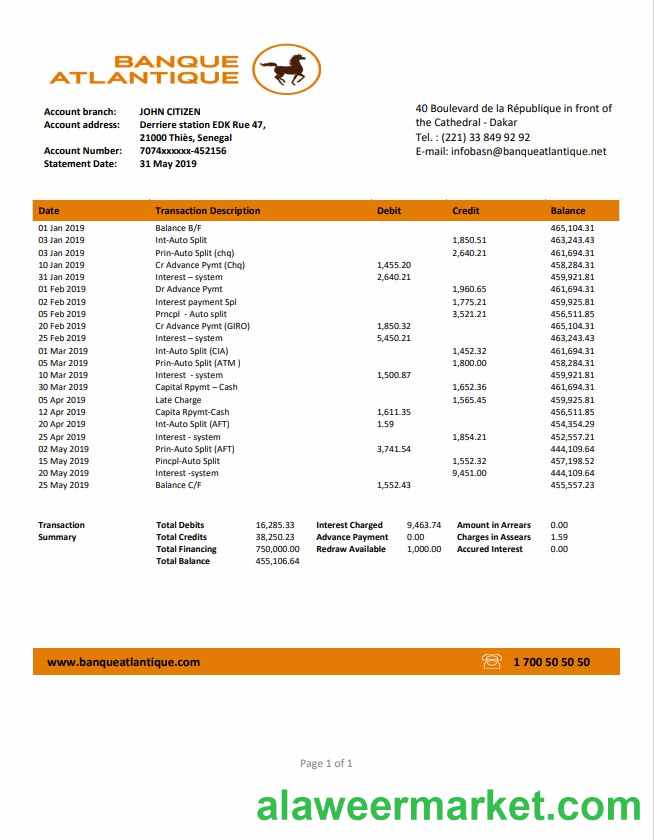 BANQUE
ATLANTIQUE
Account branch: JOHN CITIZEN
Account address: Derriere station EDK Rue 47,
21000 Thiès, Senegal
Account Number: 7074xxxxxx-452156
Statement Date: 31 May 2019
40 Boulevard de la République in front of
the Cathedral - Dakar
Tel. : (221) 33 849 92 92
E-mail: infobasn@banqueatlantique.net
Date Transaction Description Debit Credit Balance
01 Jan 2019 Balance B/F 465,104.31
03 Jan 2019 Int-Auto Split 1,850.51 463,243.43
03 Jan 2019 Prin-Auto Split (chq) 2,640.21 461,694.31
10 Jan 2019 Cr Advance Pymt (Chq) 1,455.20 458,284.31
31 Jan 2019 Interest – system 2,640.21 459,921.81
01 Feb 2019 Dr Advance Pymt 1,960.65 461,694.31
02 Feb 2019 Interest payment Spl 1,775.21 459,925.81
05 Feb 2019 Prncpl - Auto split 3,521.21 456,511.85
20 Feb 2019 Cr Advance Pymt (GIRO) 1,850.32 465,104.31
25 Feb 2019 Interest – system 5,450.21 463,243.43
01 Mar 2019 Int-Auto Split (CIA) 1,452.32 461,694.31
05 Mar 2019 Prin-Auto Split (ATM ) 1,800.00 458,284.31
10 Mar 2019 Interest - system 1,500.87 459,921.81
30 Mar 2019 Capital Rpymt – Cash 1,652.36 461,694.31
05 Apr 2019 Late Charge 1,565.45 459,925.81
12 Apr 2019 Capita Rpymt-Cash 1,611.35 456,511.85
20 Apr 2019 Int-Auto Split (AFT) 1.59 454,354.29
25 Apr 2019 Interest - system 1,854.21 452,557.21
02 May 2019 Prin-Auto Split (AFT) 3,741.54 444,109.64
15 May 2019 Pincpl-Auto Split 1,552.32 457,198.52
20 May 2019 Interest -system 9,451.00 444,109.64
25 May 2019 Balance C/F 1,552.43 455,557.23
Transaction Total Debits 16,285.33 Interest Charged 9,463.74 Amount in Arrears 0.00
Summary Total Credits 38,250.23 Advance Payment 0.00 Charges in Assears 1.59
Total Financing 750,000.00 Redraw Available 1,000.00 Accured Interest 0.00
Total Balance 455,106.64
www.banqueatlantique.com 1 700 50 50 50
Page 1 of 1
alaweermarket.com